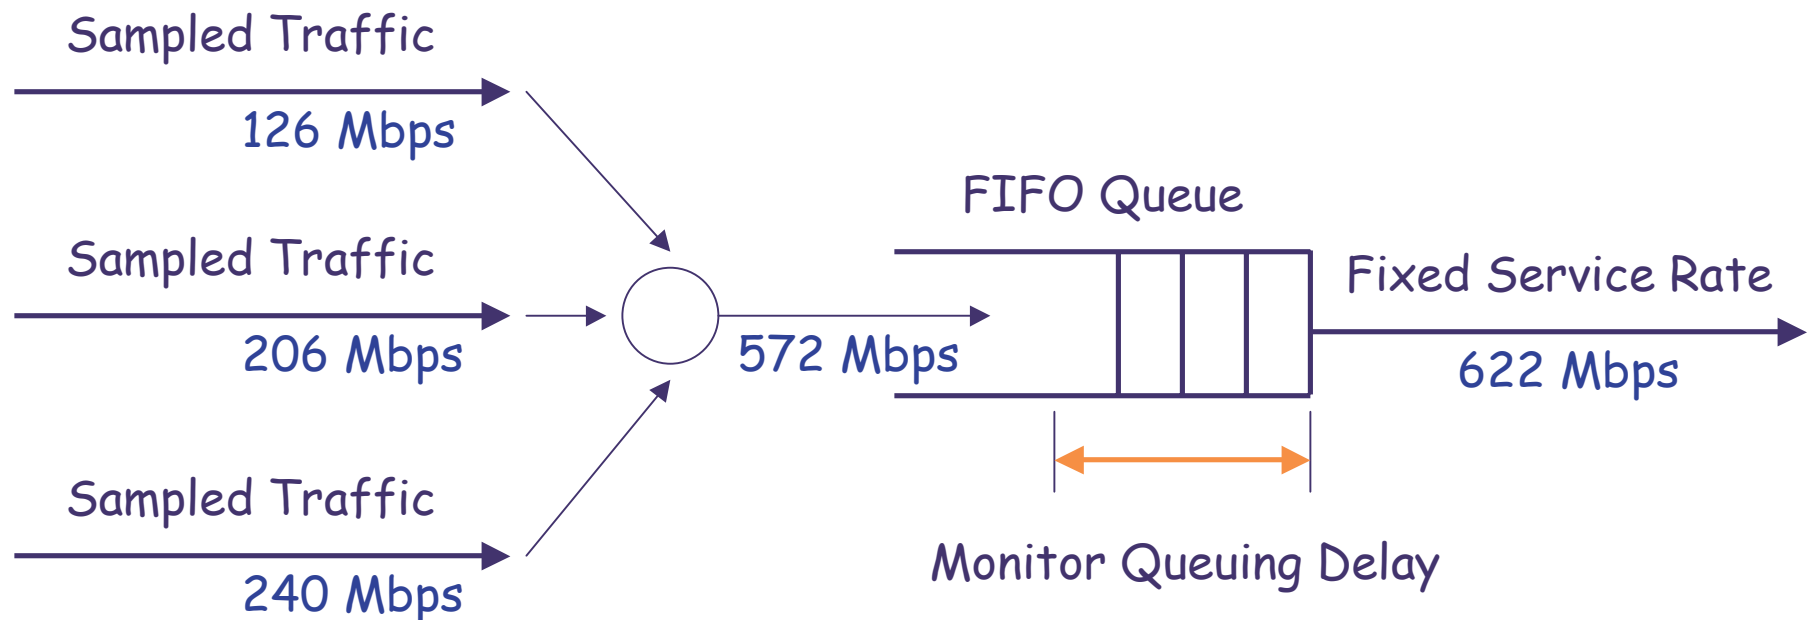 Sampled Traffic
126 Mbps
Sampled Traffic
206 Mbps
Sampled Traffic
240 Mbps
572 Mbps
FIFO Queue
Monitor Queuing Delay
Fixed Service Rate
622 Mbps